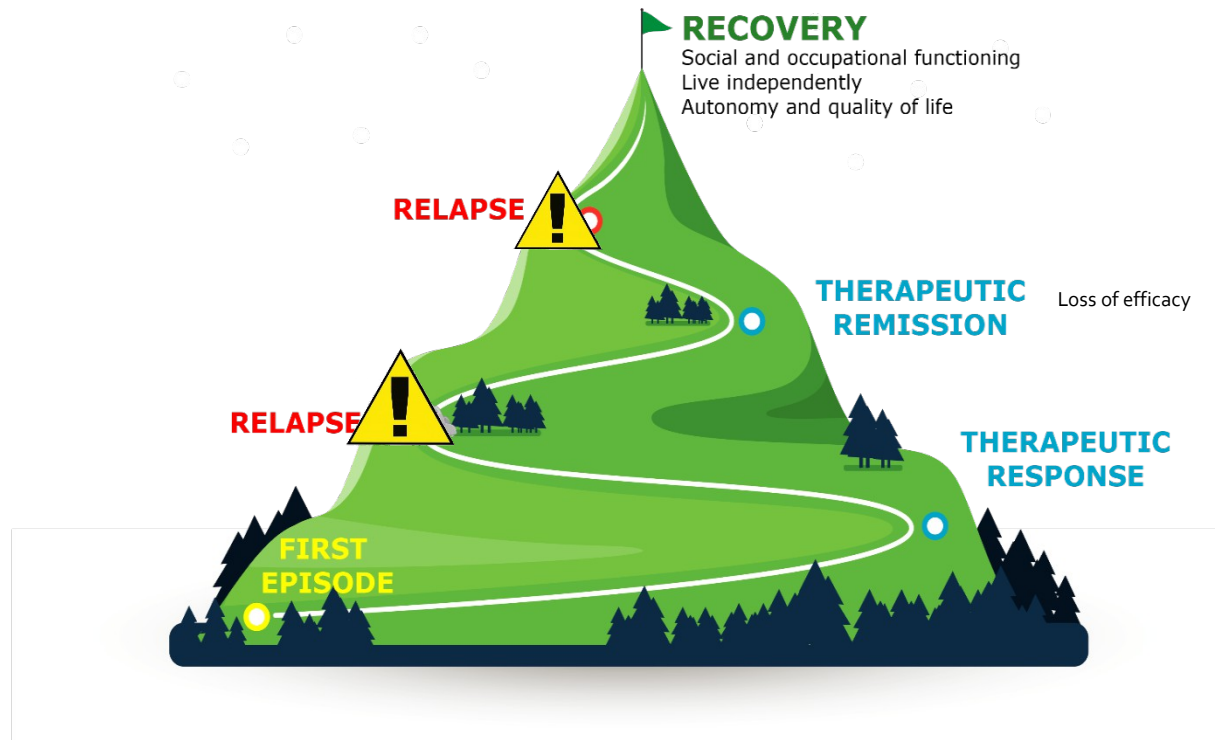 RECOVERY
Social and occupational functioning
Live independently
Autonomy and quality of life
RELAPSE
THERAPEUTIC
REMISSION
Loss of efficacy
RELAPSE
THERAPEUTIC
RESPONSE
FIRST
EPISODE